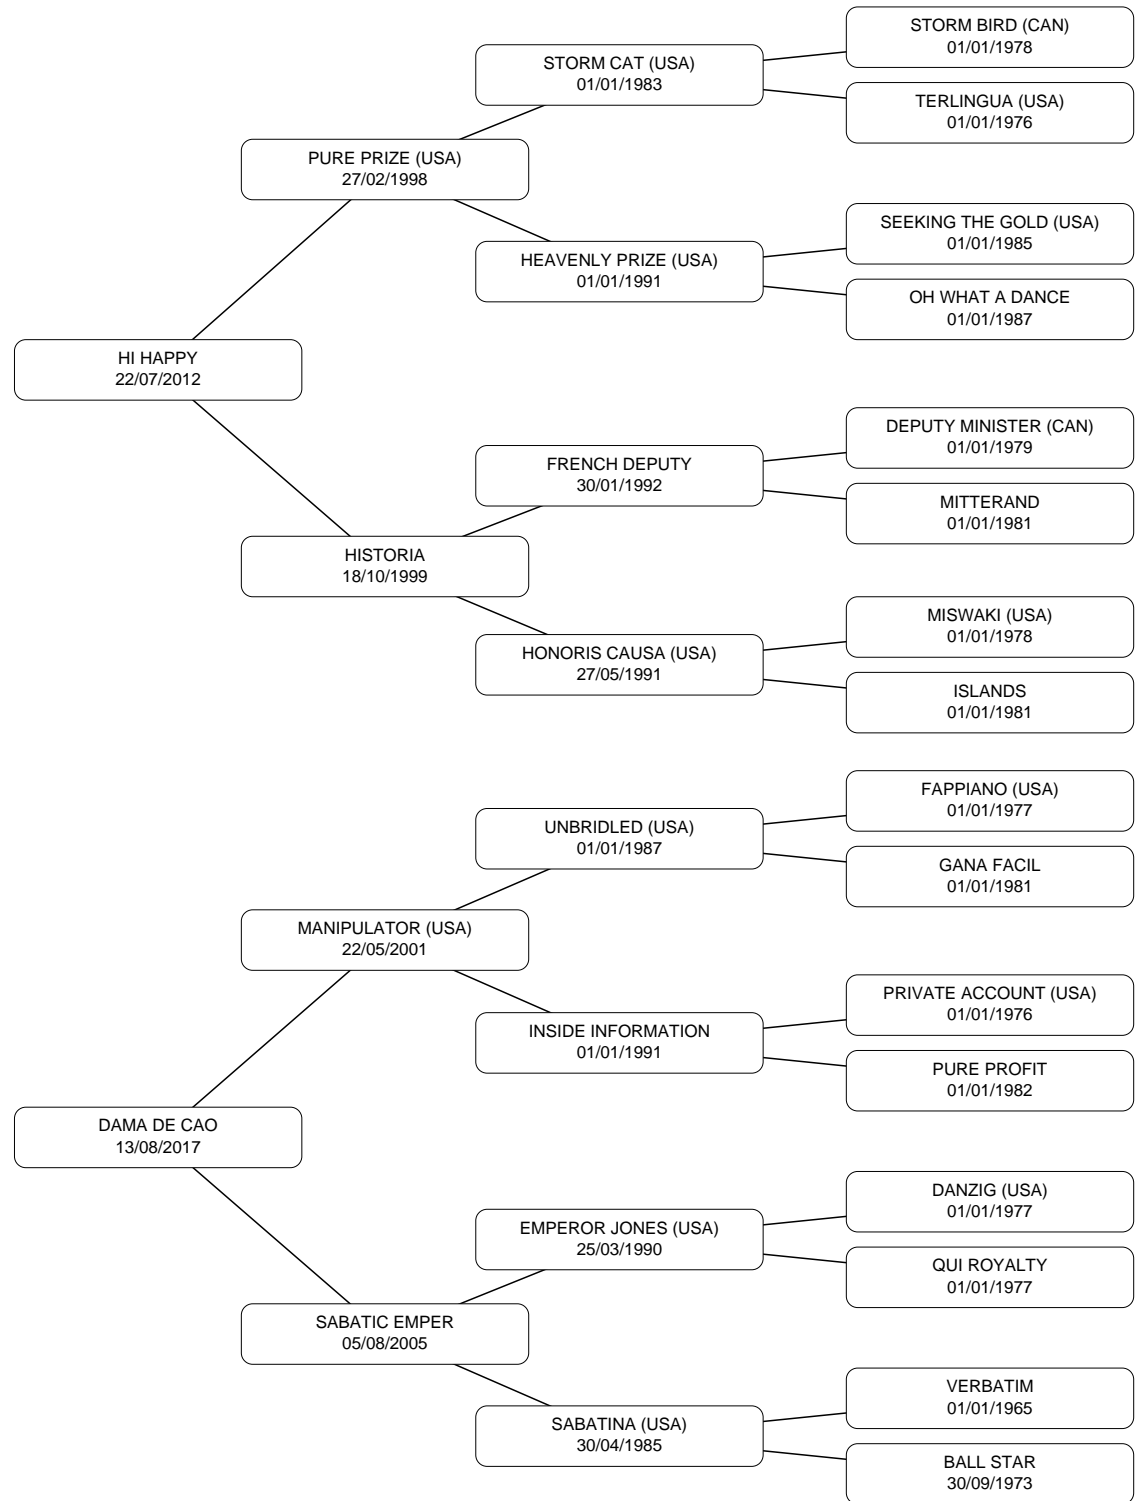 STORM BIRD (CAN)
01/01/1978
STORM CAT (USA)
01/01/1983
TERLINGUA (USA)
01/01/1976
PURE PRIZE (USA)
27/02/1998
SEEKING THE GOLD (USA)
01/01/1985
HEAVENLY PRIZE (USA)
01/01/1991
OH WHAT A DANCE
01/01/1987
HI HAPPY
22/07/2012
DEPUTY MINISTER (CAN)
01/01/1979
FRENCH DEPUTY
30/01/1992
MITTERAND
01/01/1981
HISTORIA
18/10/1999
MISWAKI (USA)
01/01/1978
HONORIS CAUSA (USA)
27/05/1991
ISLANDS
01/01/1981
FAPPIANO (USA)
01/01/1977
UNBRIDLED (USA)
01/01/1987
GANA FACIL
01/01/1981
MANIPULATOR (USA)
22/05/2001
PRIVATE ACCOUNT (USA)
01/01/1976
INSIDE INFORMATION
01/01/1991
PURE PROFIT
01/01/1982
DAMA DE CAO
13/08/2017
DANZIG (USA)
01/01/1977
EMPEROR JONES (USA)
25/03/1990
QUI ROYALTY
01/01/1977
SABATIC EMPER
05/08/2005
VERBATIM
01/01/1965
SABATINA (USA)
30/04/1985
BALL STAR
30/09/1973